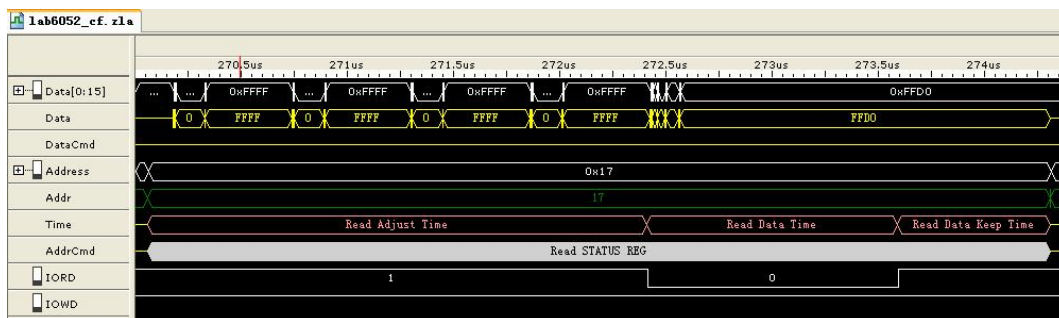 lab6052_cf.zla
270.5us 271us 271.5us 272us 272.5us 273us 273.5us 274us
Data[0:15] ... ... 0xFFFF ... 0xFFFF ... 0xFFFF ... 0xFFFF 0xFFD0
Data 0 FFFF 0 FFFF 0 FFFF 0 FFFF FFD0
DataCmd
Address 0x17
Addr 17
Time Read Adjust Time Read Data Time Read Data Keep Time
AddrCmd Read STATUS REG
IORD 1 0
IOWD